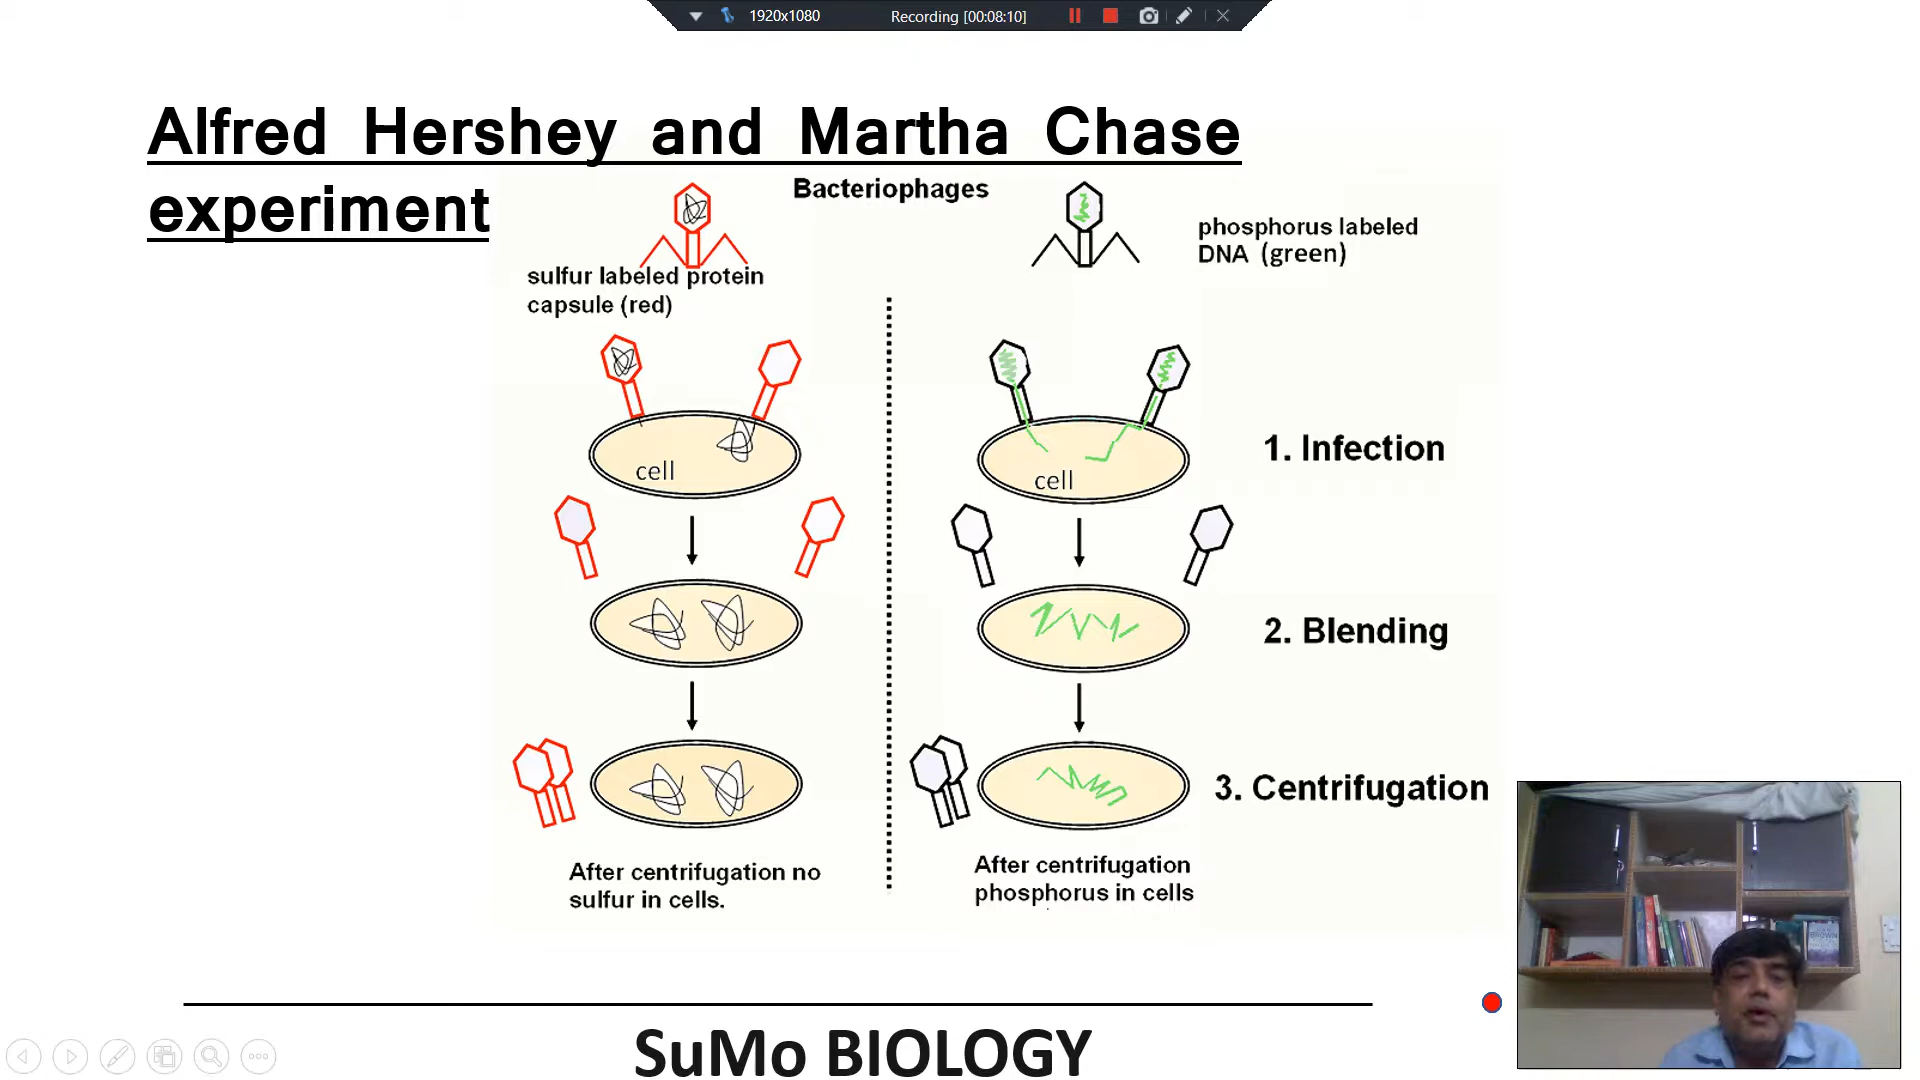 1920x1080
Recording [00:08:10]
Alfred Hershey and Martha Chase
experiment
Bacteriophages
sulfur labeled protein
capsule (red)
phosphorus labeled
DNA (green)
cell
cell
1. Infection
2. Blending
3. Centrifugation
After centrifugation no
sulfur in cells.
After centrifugation
phosphorus in cells
BROWN
SuMo BIOLOGY